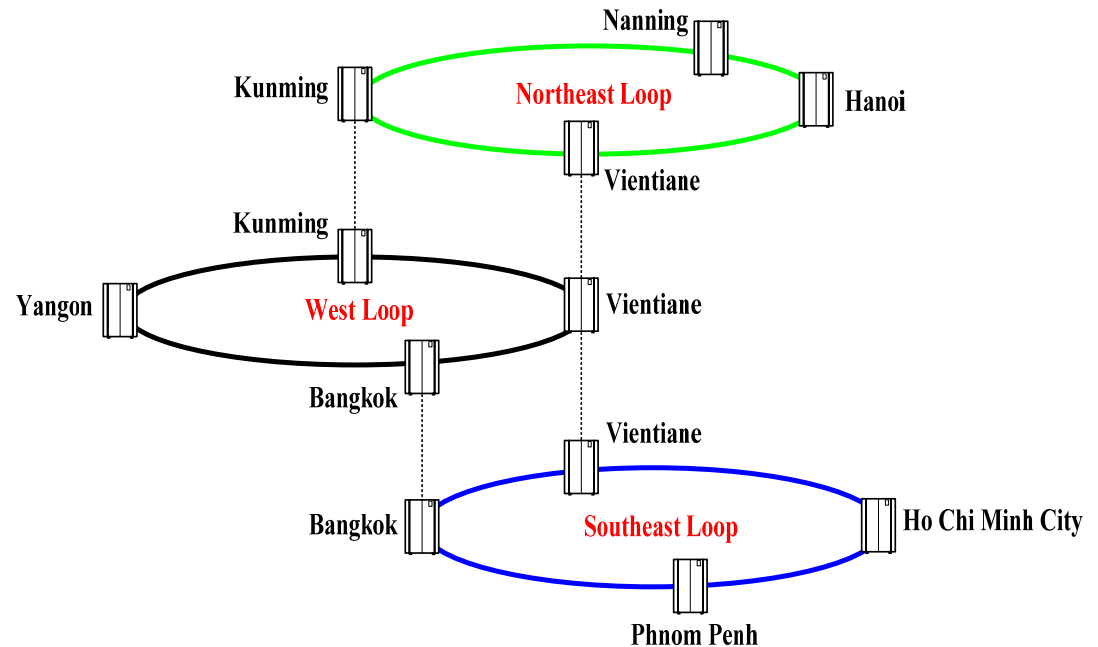 Nanning
Kunming
Northeast Loop
Hanoi
Vientiane
Kunming
Yangon
West Loop
Vientiane
Bangkok
Vientiane
Bangkok
Southeast Loop
Ho Chi Minh City
Phnom Penh